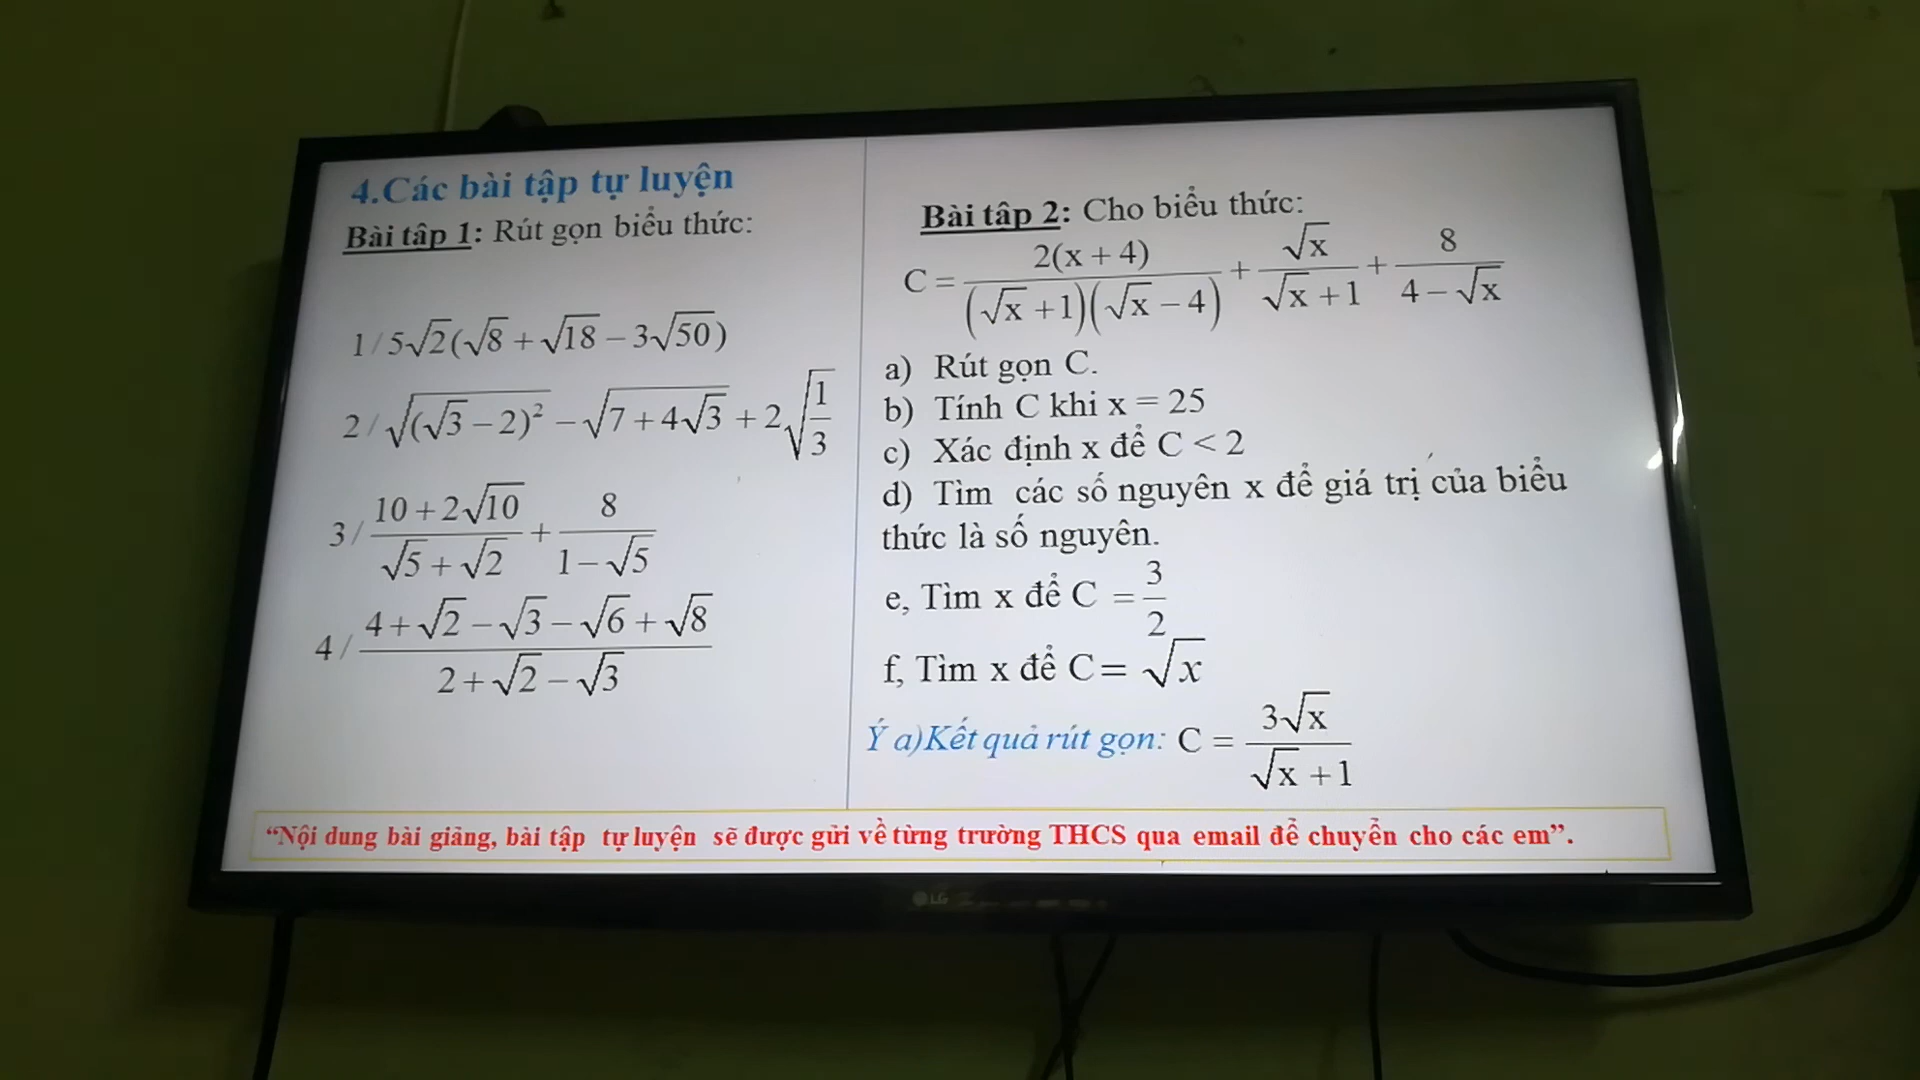 4.Các bài tập tự luyện
Bài tập 1: Rút gọn biểu thức:
1/ 5√2(√8 + √18 − 3√50)
2/ √((√3 − 2)²) − √(7 + 4√3) + 2√(1/3)
3/ (10 + 2√10)/(√5 + √2) + 8/(1 − √5)
4/ (4 + √2 − √3 − √6 + √8)/(2 + √2 − √3)
Bài tập 2: Cho biểu thức:
C = 2(x + 4)/((√x + 1)(√x − 4)) + √x/(√x + 1) + 8/(4 − √x)
a) Rút gọn C.
b) Tính C khi x = 25
c) Xác định x để C < 2
d) Tìm các số nguyên x để giá trị của biểu
thức là số nguyên.
e, Tìm x để C = 3/2
f, Tìm x để C = √x
Ý a)Kết quả rút gọn: C = 3√x/(√x + 1)
“Nội dung bài giảng, bài tập tự luyện sẽ được gửi về từng trường THCS qua email để chuyển cho các em”.
LG